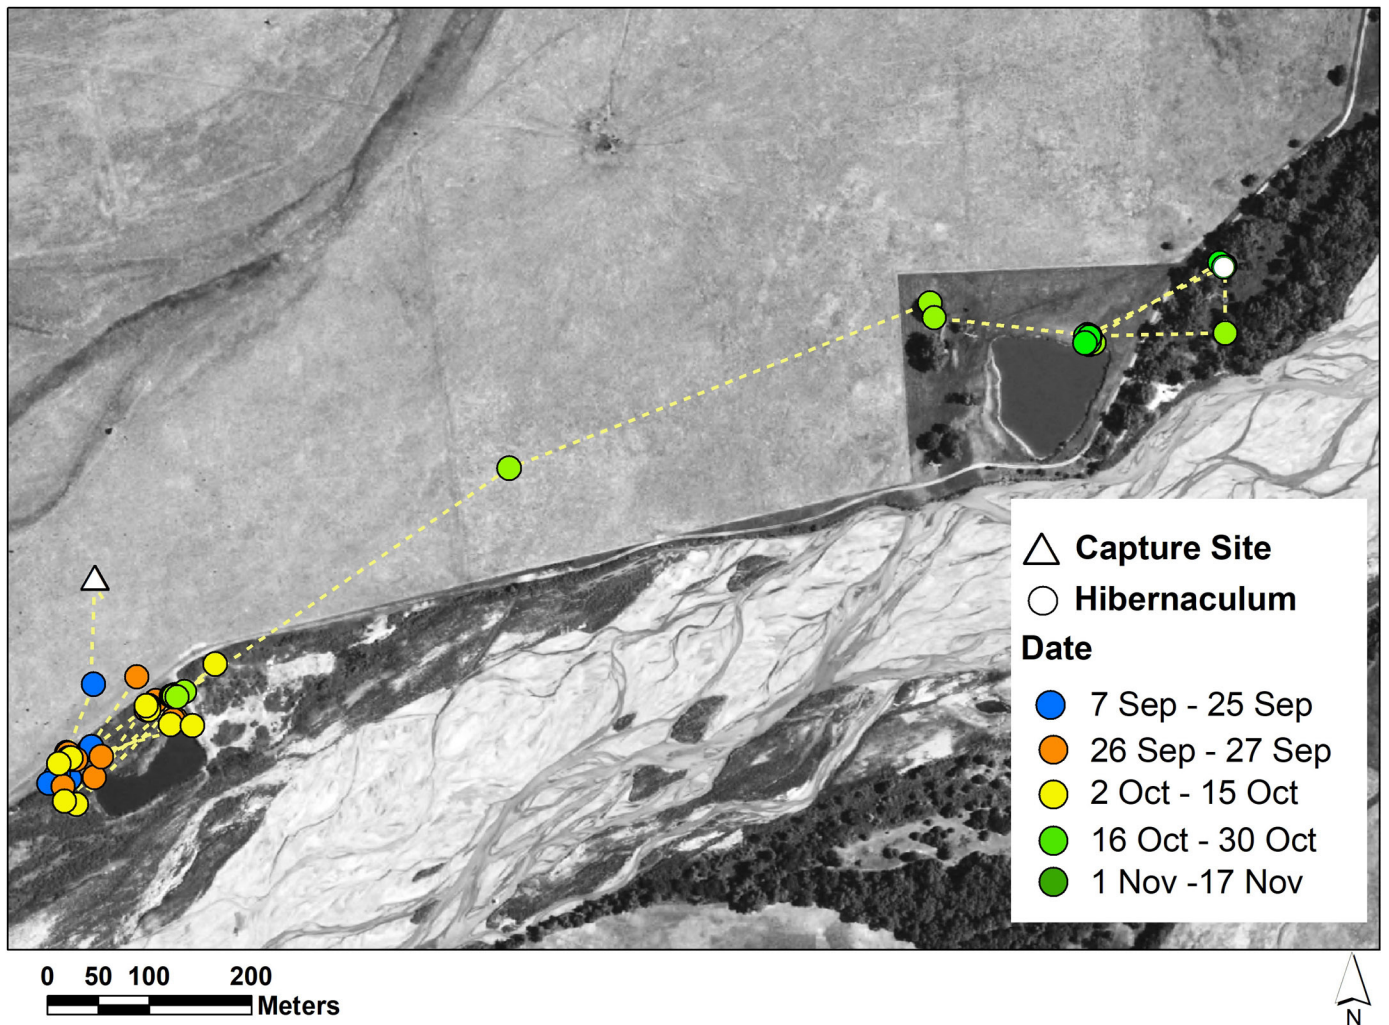 Capture Site
Hibernaculum
Date
7 Sep - 25 Sep
26 Sep - 27 Sep
2 Oct - 15 Oct
16 Oct - 30 Oct
1 Nov -17 Nov
0 50 100 200
Meters
N